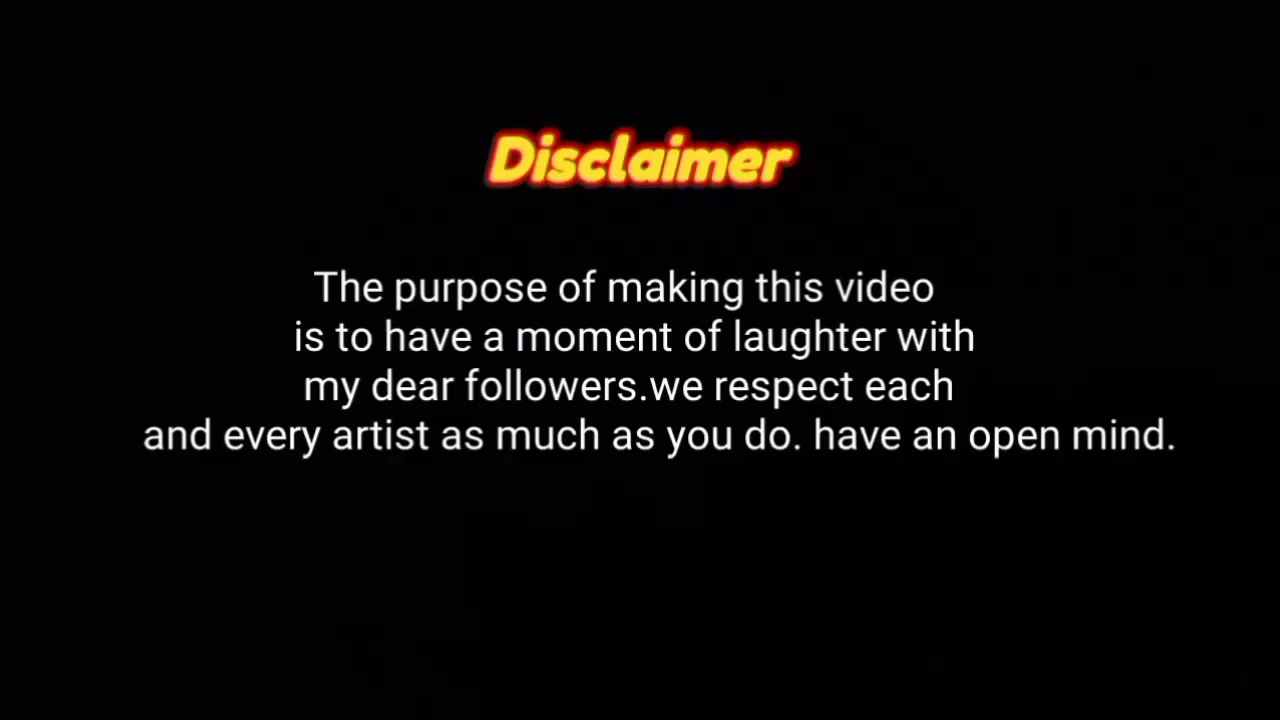 Disclaimer
The purpose of making this video
is to have a moment of laughter with
my dear followers.we respect each
and every artist as much as you do. have an open mind.